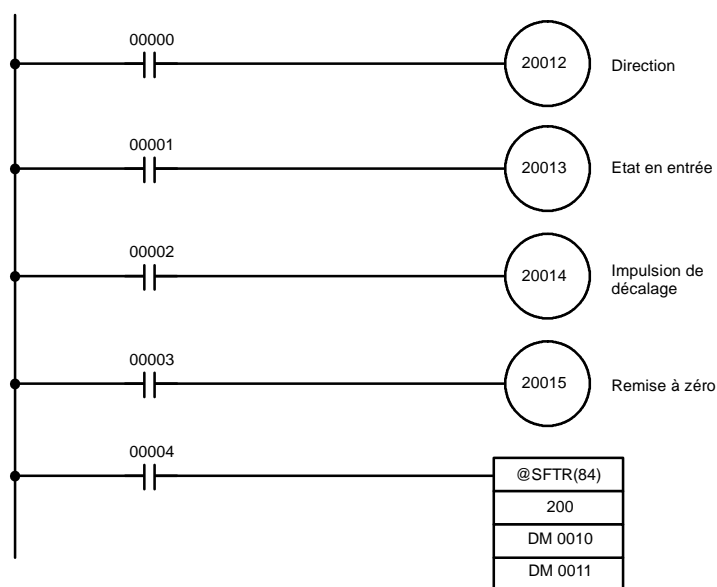 00000
20012
Direction
00001
20013
Etat en entrée
00002
20014
Impulsion de
décalage
00003
20015
Remise à zéro
00004
@SFTR(84)
200
DM 0010
DM 0011